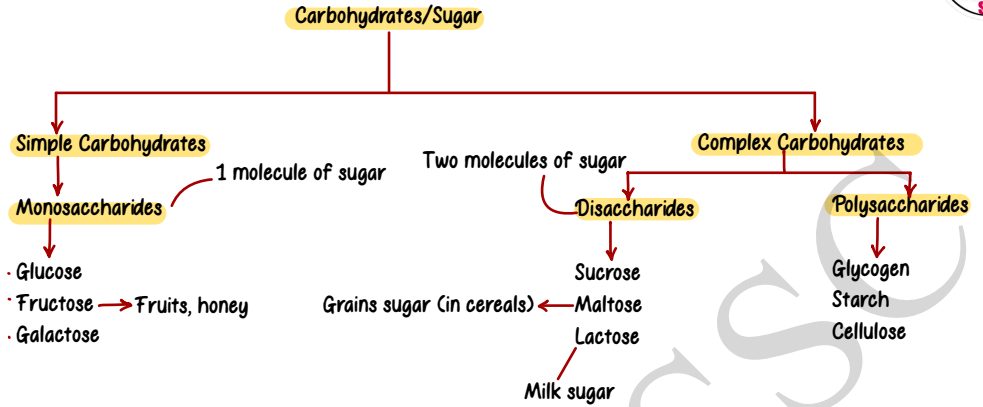 Carbohydrates/Sugar
Simple Carbohydrates
Complex Carbohydrates
1 molecule of sugar
Two molecules of sugar
Monosaccharides
Disaccharides
Polysaccharides
· Glucose
· Fructose → Fruits, honey
· Galactose
Sucrose
Grains sugar (in cereals) ← Maltose
Lactose
Milk sugar
Glycogen
Starch
Cellulose
SC
S